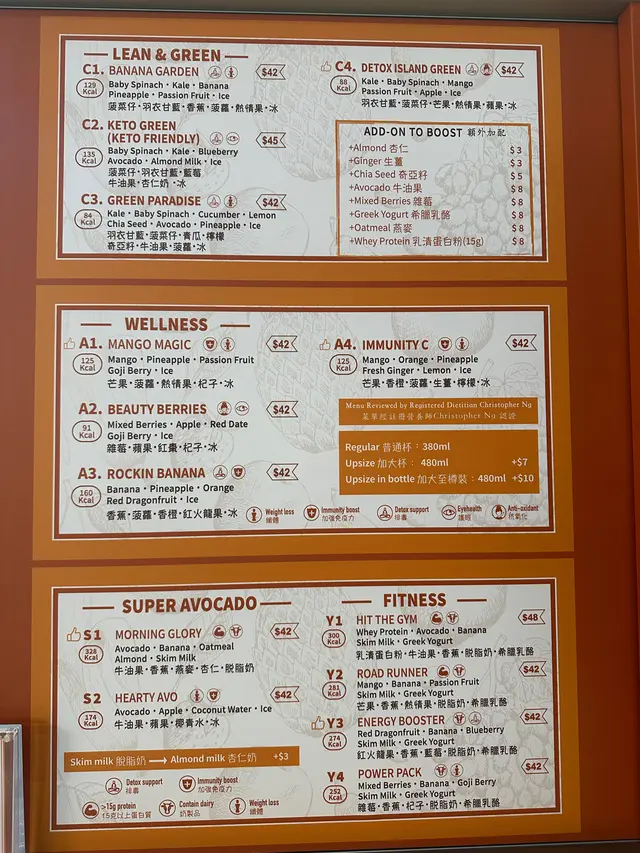 LEAN & GREEN
C1. BANANA GARDEN $42
129 Kcal
Baby Spinach・Kale・Banana
Pineapple・Passion Fruit・Ice
菠菜仔・羽衣甘藍・香蕉・菠蘿・熱情果・冰
C2. KETO GREEN
(KETO FRIENDLY) $45
135 Kcal
Baby Spinach・Kale・Blueberry
Avocado・Almond Milk・Ice
菠菜仔・羽衣甘藍・藍莓
牛油果・杏仁奶・冰
C3. GREEN PARADISE $42
84 Kcal
Kale・Baby Spinach・Cucumber・Lemon
Chia Seed・Avocado・Pineapple・Ice
羽衣甘藍・菠菜仔・青瓜・檸檬
奇亞籽・牛油果・菠蘿・冰
C4. DETOX ISLAND GREEN $42
88 Kcal
Kale・Baby Spinach・Mango
Passion Fruit・Apple・Ice
羽衣甘藍・菠菜仔・芒果・熱情果・蘋果・冰
ADD-ON TO BOOST 額外加配
+Almond 杏仁 $3
+Ginger 生薑 $3
+Chia Seed 奇亞籽 $5
+Avocado 牛油果 $8
+Mixed Berries 雜莓 $8
+Greek Yogurt 希臘乳酪 $8
+Oatmeal 燕麥 $8
+Whey Protein 乳清蛋白粉(15g) $8
WELLNESS
A1. MANGO MAGIC $42
125 Kcal
Mango・Pineapple・Passion Fruit
Goji Berry・Ice
芒果・菠蘿・熱情果・杞子・冰
A2. BEAUTY BERRIES $42
91 Kcal
Mixed Berries・Apple・Red Date
Goji Berry・Ice
雜莓・蘋果・紅棗・杞子・冰
A3. ROCKIN BANANA $42
160 Kcal
Banana・Pineapple・Orange
Red Dragonfruit・Ice
香蕉・菠蘿・香橙・紅火龍果・冰
A4. IMMUNITY C $42
125 Kcal
Mango・Orange・Pineapple
Fresh Ginger・Lemon・Ice
芒果・香橙・菠蘿・生薑・檸檬・冰
Menu Reviewed by Registered Dietitian Christopher Ng
菜單經註冊營養師Christopher Ng 認證
Regular 普通杯：380ml
Upsize 加大杯： 480ml +$7
Upsize in bottle 加大至樽裝：480ml +$10
Weight loss 纖體
Immunity boost 加強免疫力
Detox support 排毒
Eyehealth 護眼
Anti-oxidant 抗氧化
SUPER AVOCADO
S1 MORNING GLORY $42
328 Kcal
Avocado・Banana・Oatmeal
Almond・Skim Milk
牛油果・香蕉・燕麥・杏仁・脱脂奶
S2 HEARTY AVO $42
174 Kcal
Avocado・Apple・Coconut Water・Ice
牛油果・蘋果・椰青水・冰
Skim milk 脱脂奶 → Almond milk 杏仁奶 +$3
Detox support 排毒
Immunity boost 加強免疫力
>15g protein 15克以上蛋白質
Contain dairy 奶製品
Weight loss 纖體
FITNESS
Y1 HIT THE GYM $48
300 Kcal
Whey Protein・Avocado・Banana
Skim Milk・Greek Yogurt
乳清蛋白粉・牛油果・香蕉・脱脂奶・希臘乳酪
Y2 ROAD RUNNER $42
281 Kcal
Mango・Banana・Passion Fruit
Skim Milk・Greek Yogurt
芒果・香蕉・熱情果・脱脂奶・希臘乳酪
Y3 ENERGY BOOSTER $42
274 Kcal
Red Dragonfruit・Banana・Blueberry
Skim Milk・Greek Yogurt
紅火龍果・香蕉・藍莓・脱脂奶・希臘乳酪
Y4 POWER PACK $42
252 Kcal
Mixed Berries・Banana・Goji Berry
Skim Milk・Greek Yogurt
雜莓・香蕉・杞子・脱脂奶・希臘乳酪